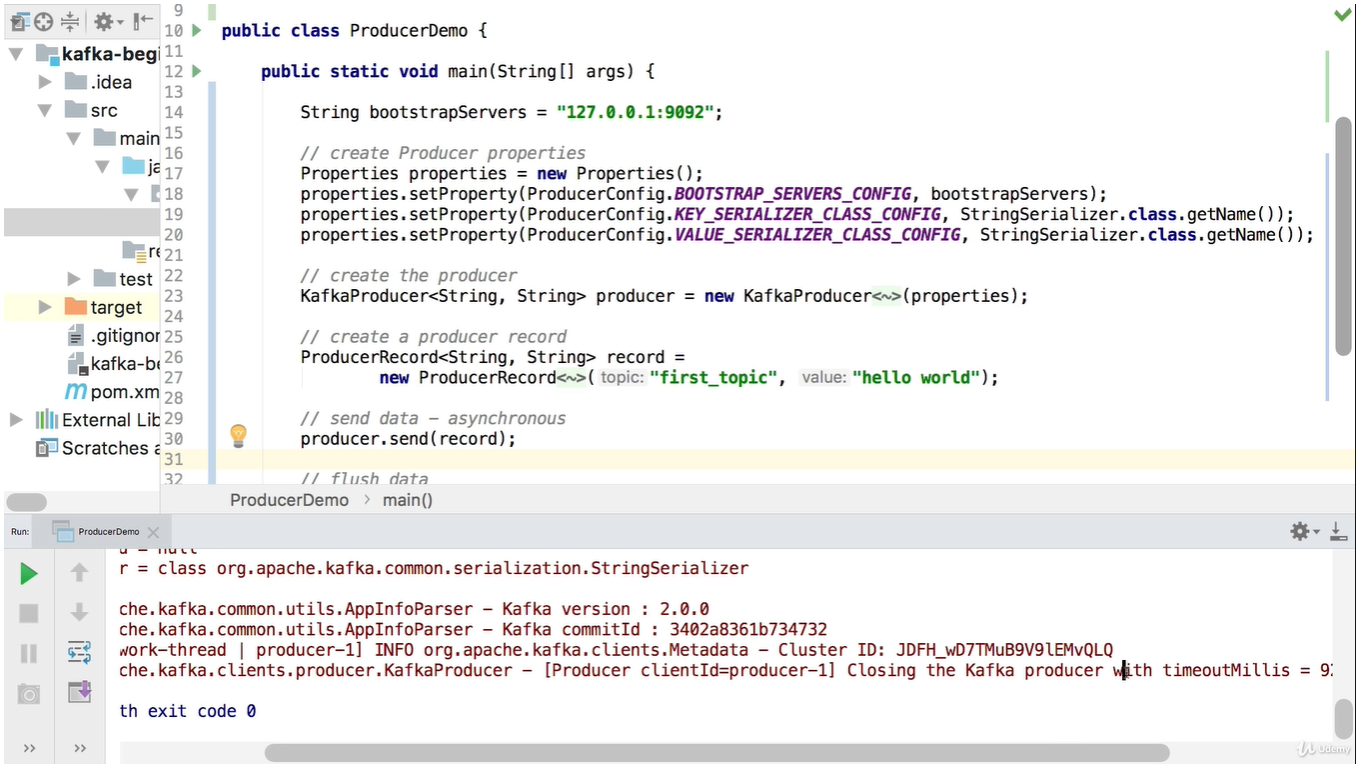 9
10 public class ProducerDemo {
kafka-begi
11
12 public static void main(String[] args) {
.idea
13
src
14 String bootstrapServers = "127.0.0.1:9092";
15
main
16 // create Producer properties
ja
17 Properties properties = new Properties();
18 properties.setProperty(ProducerConfig.BOOTSTRAP_SERVERS_CONFIG, bootstrapServers);
19 properties.setProperty(ProducerConfig.KEY_SERIALIZER_CLASS_CONFIG, StringSerializer.class.getName());
20 properties.setProperty(ProducerConfig.VALUE_SERIALIZER_CLASS_CONFIG, StringSerializer.class.getName());
re
21
test
22 // create the producer
23 KafkaProducer<String, String> producer = new KafkaProducer<~>(properties);
target
24
.gitignor
25 // create a producer record
26 ProducerRecord<String, String> record =
kafka-be
27 new ProducerRecord<~>( topic: "first_topic", value: "hello world");
pom.xm
28
External Lib
29 // send data – asynchronous
30 producer.send(record);
Scratches a
31
32 // flush data
ProducerDemo > main()
Run: ProducerDemo
= null
r = class org.apache.kafka.common.serialization.StringSerializer
che.kafka.common.utils.AppInfoParser – Kafka version : 2.0.0
che.kafka.common.utils.AppInfoParser – Kafka commitId : 3402a8361b734732
work-thread | producer-1] INFO org.apache.kafka.clients.Metadata – Cluster ID: JDFH_wD7TMuB9V9lEMvQLQ
che.kafka.clients.producer.KafkaProducer – [Producer clientId=producer-1] Closing the Kafka producer with timeoutMillis = 92
th exit code 0
Udemy